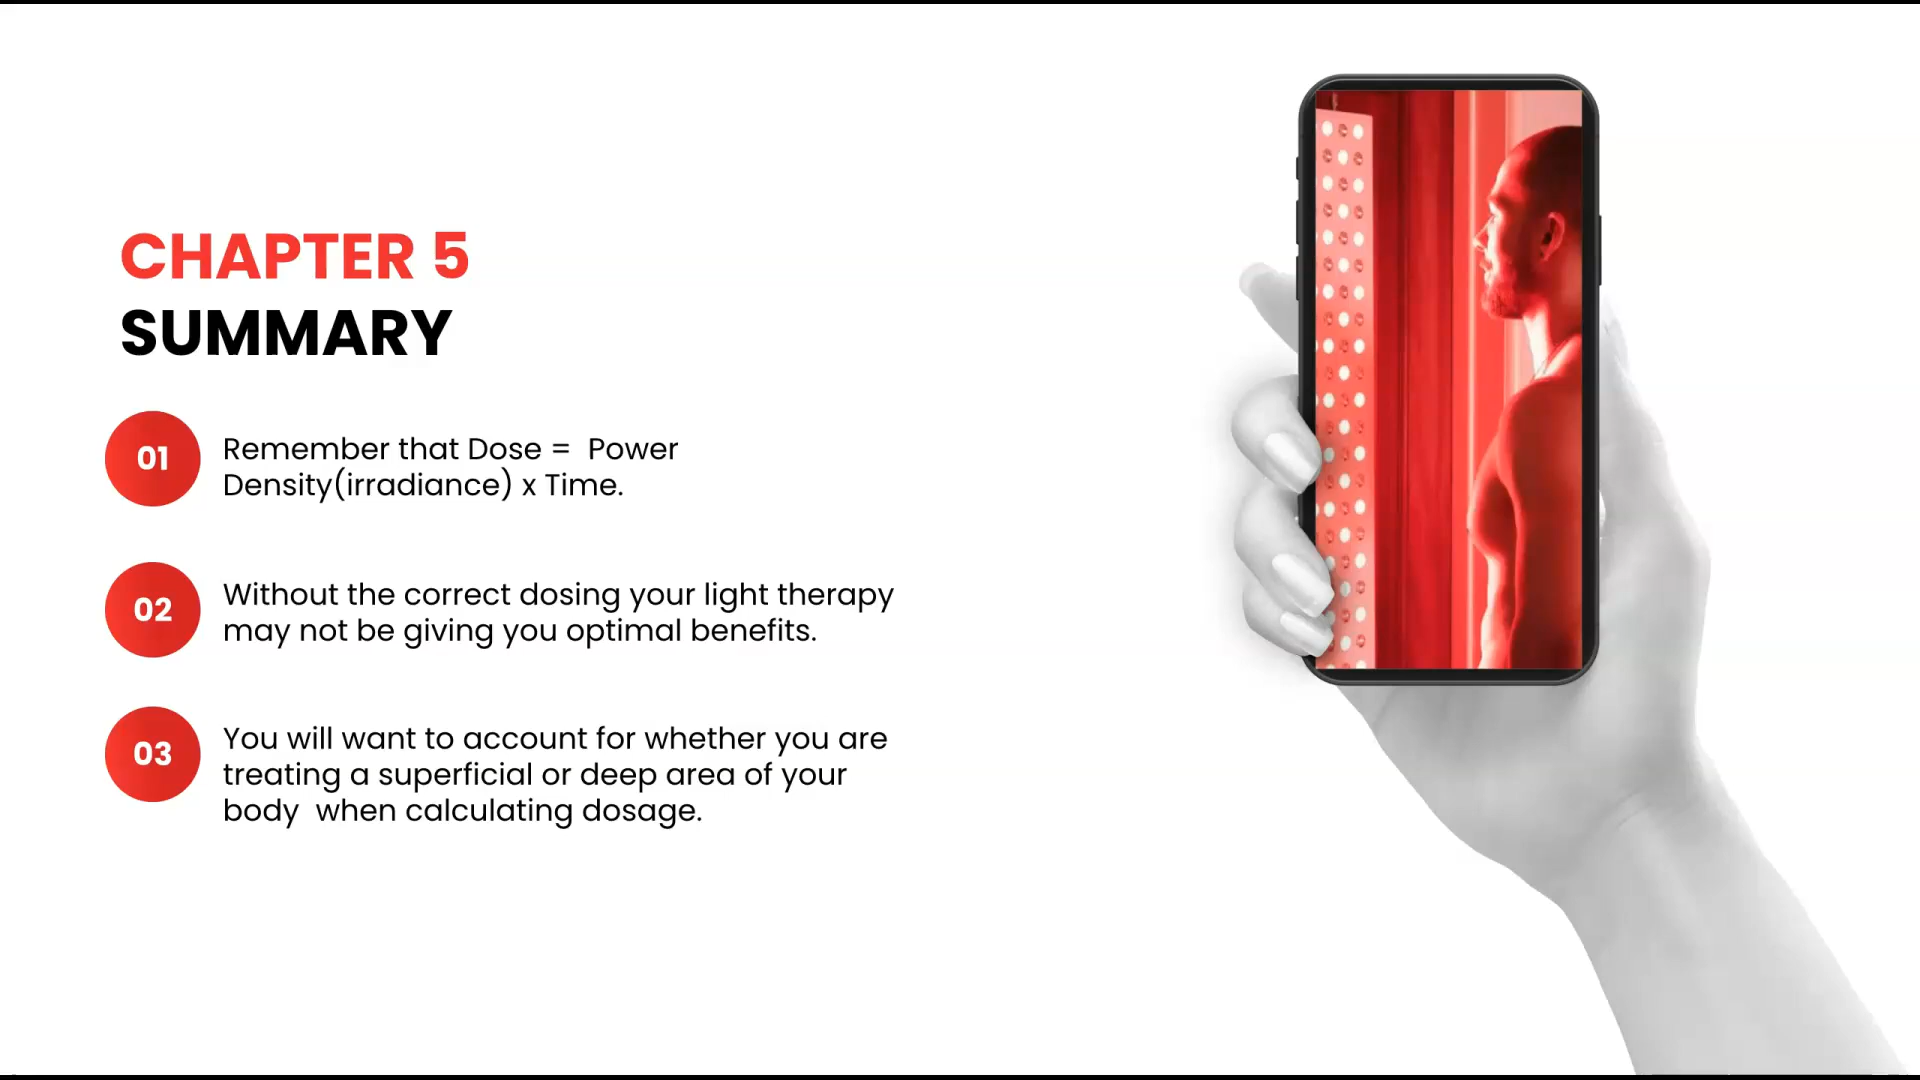 CHAPTER 5
SUMMARY
01
Remember that Dose =  Power
Density(irradiance) x Time.
02
Without the correct dosing your light therapy
may not be giving you optimal benefits.
03
You will want to account for whether you are
treating a superficial or deep area of your
body  when calculating dosage.